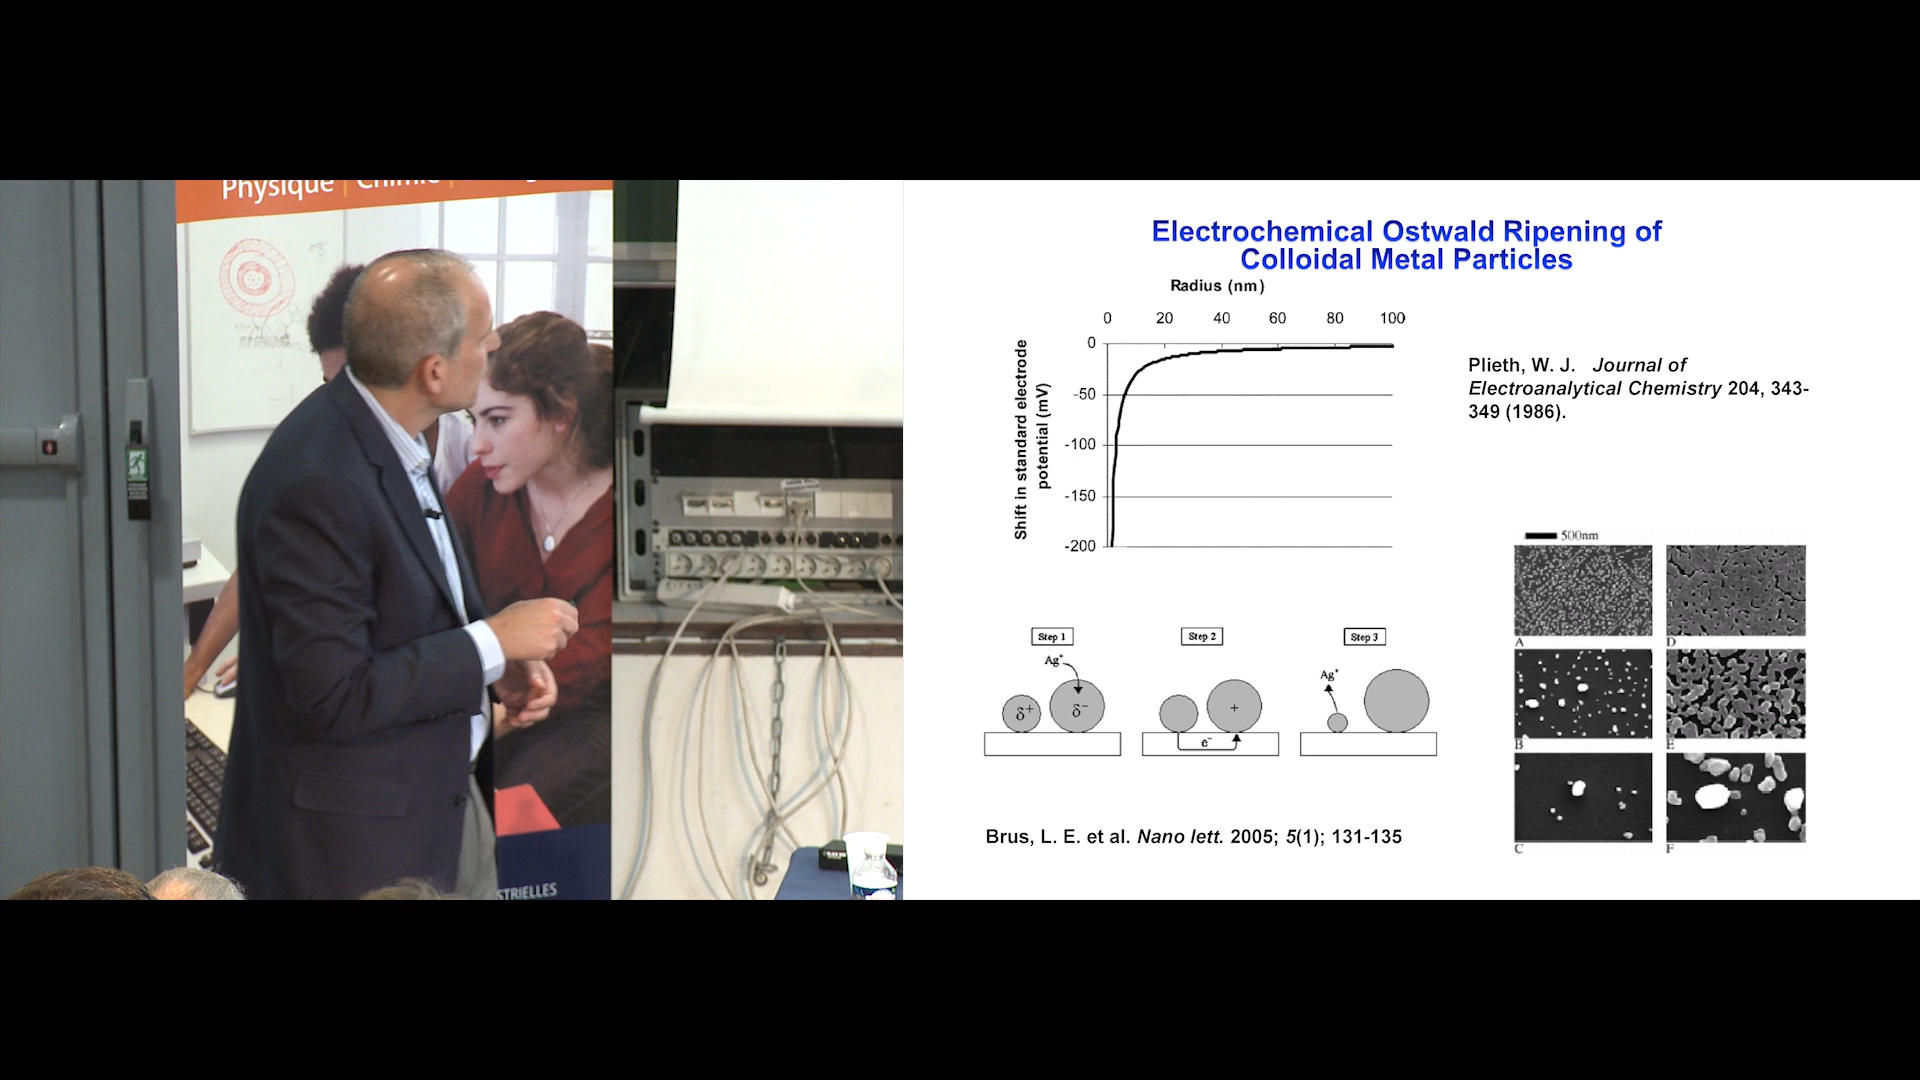 Physique | Chimie
STRIELLES
Electrochemical Ostwald Ripening of
Colloidal Metal Particles
Radius (nm)
0 20 40 60 80 100
0
-50
-100
-150
-200
Shift in standard electrode
potential (mV)
Plieth, W. J. Journal of
Electroanalytical Chemistry 204, 343-
349 (1986).
500nm
A
D
B
E
C
F
Step 1
Ag⁺
δ⁺
δ⁻
Step 2
+
e⁻
Step 3
Ag⁺
Brus, L. E. et al. Nano lett. 2005; 5(1); 131-135